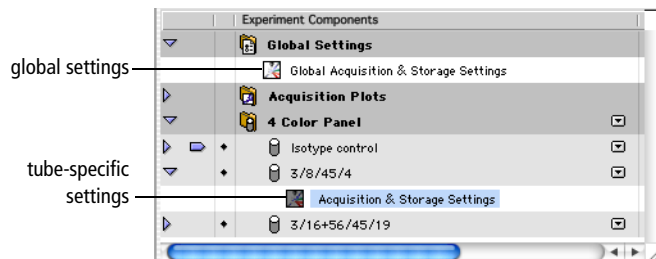 Experiment Components
Global Settings
global settings
Global Acquisition & Storage Settings
Acquisition Plots
4 Color Panel
Isotype control
tube-specific
settings
3/8/45/4
Acquisition & Storage Settings
3/16+56/45/19